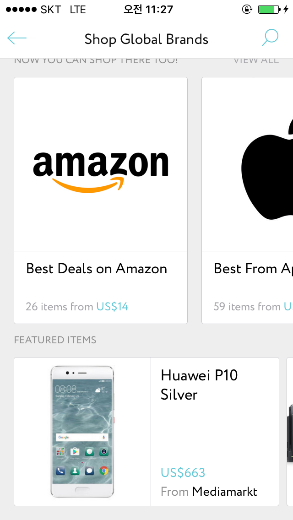 SKT LTE 오전 11:27
Shop Global Brands
NOW YOU CAN SHOP THERE TOO! VIEW ALL
amazon
Best Deals on Amazon
26 items from US$14
Best From Ap
59 items from U
FEATURED ITEMS
08:08
Huawei P10
Silver
US$663
From Mediamarkt